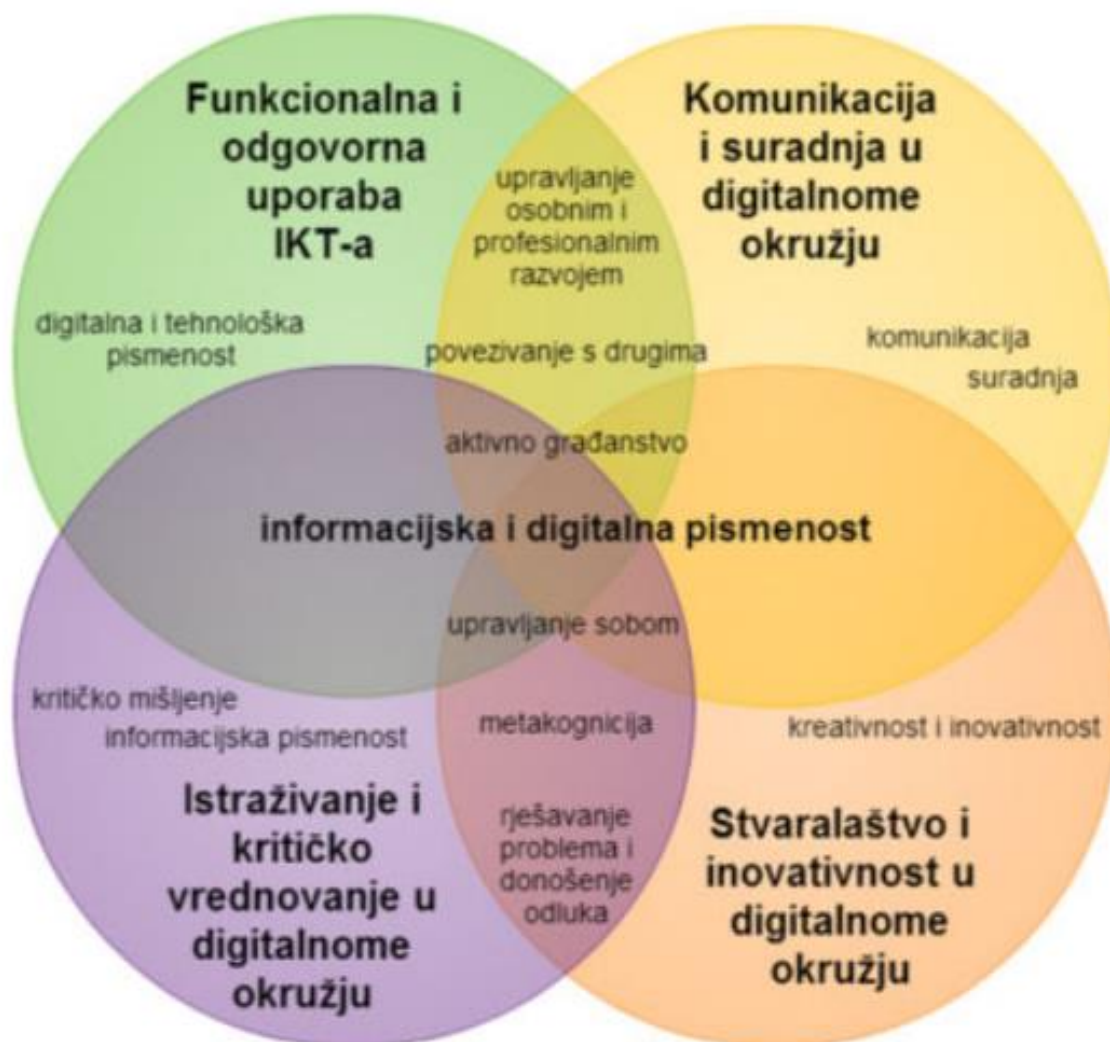 Funkcionalna i
odgovorna
uporaba
IKT-a
digitalna i tehnološka
pismenost
upravljanje
osobnim i
profesionalnim
razvojem
povezivanje s drugima
Komunikacija
i suradnja u
digitalnome
okružju
komunikacija
suradnja
aktivno građanstvo
informacijska i digitalna pismenost
upravljanje sobom
kritičko mišljenje
informacijska pismenost
Istraživanje i
kritičko
vrednovanje u
digitalnome
okružju
metakognicija
rješavanje
problema i
donošenje
odluka
kreativnost i inovativnost
Stvaralaštvo i
inovativnost u
digitalnome
okružju